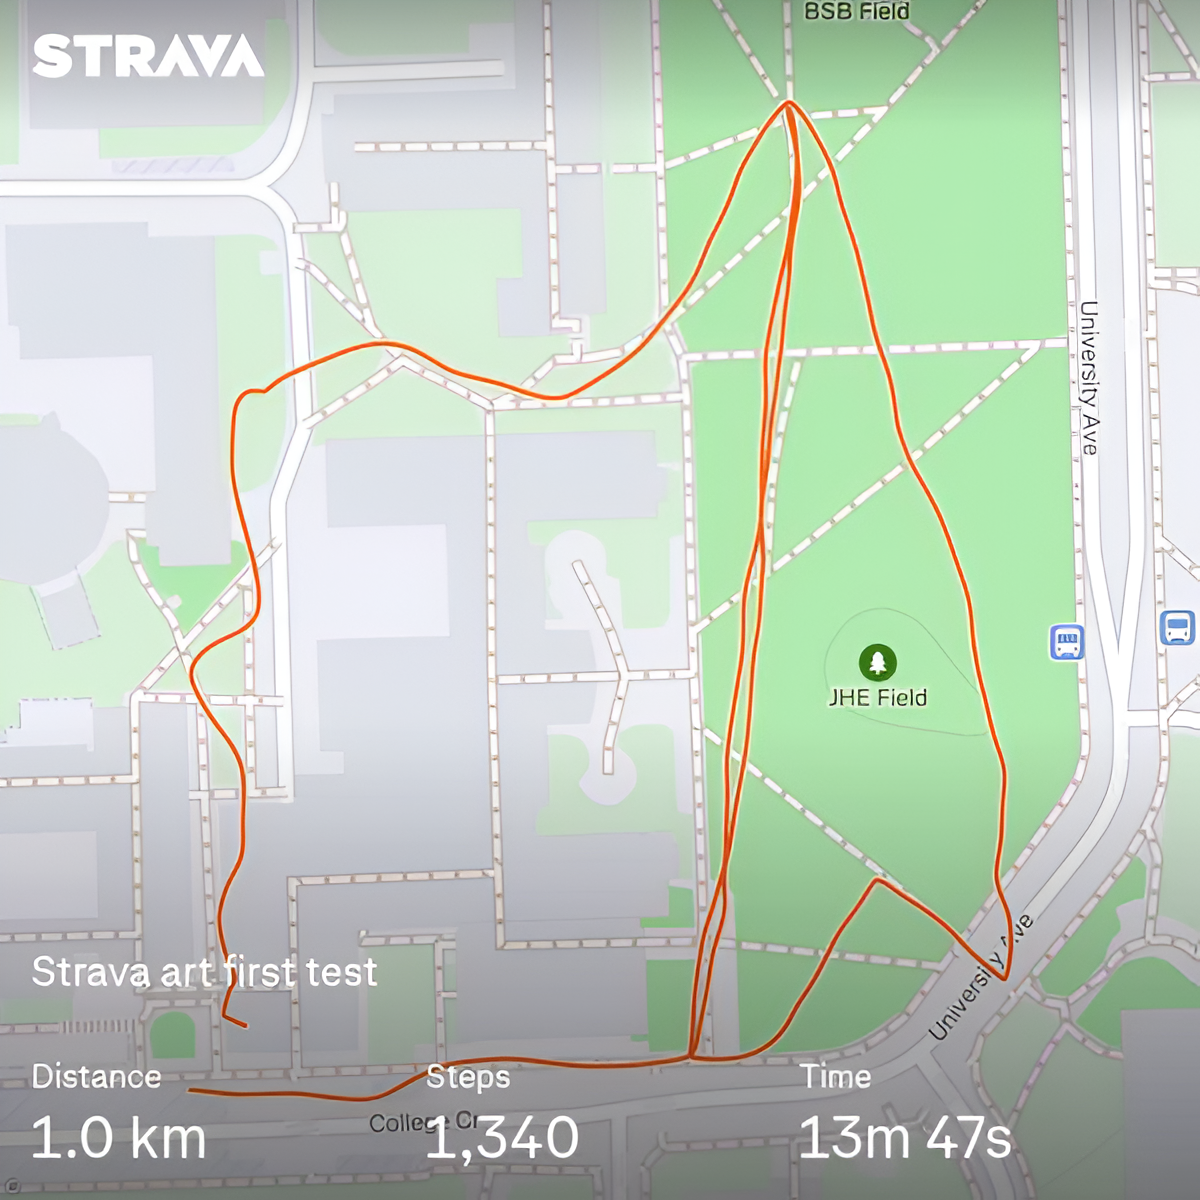 BSB Field
STRAVA
University Ave
JHE Field
University Ave
Strava art first test
Distance
Steps
Time
College Cr
1.0 km
1,340
13m 47s